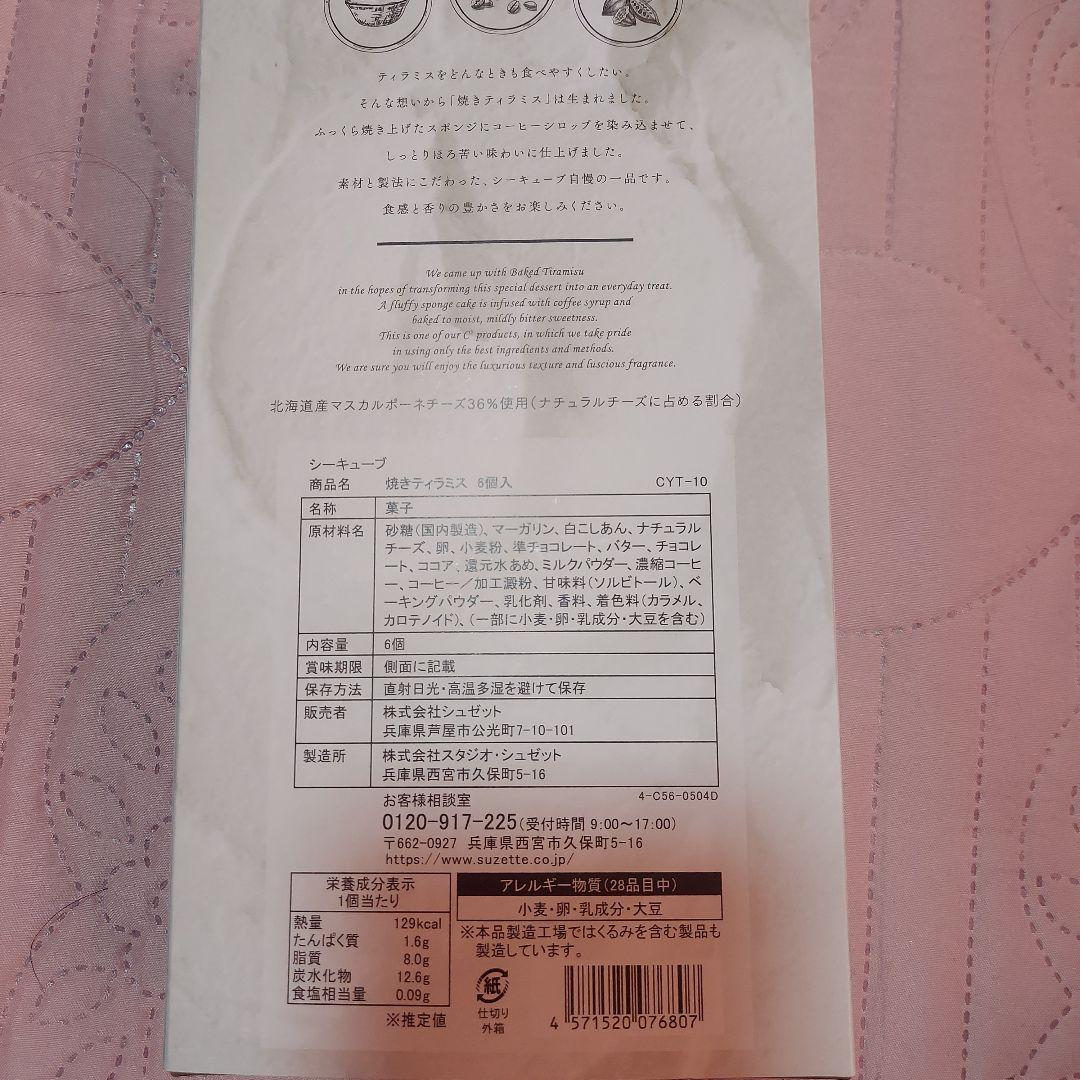 ティラミスをどんなときも食べやすくしたい。
そんな想いから「焼きティラミス」は生まれました。
ふっくら焼き上げたスポンジにコーヒーシロップを染み込ませて、
しっとりほろ苦い味わいに仕上げました。
素材と製法にこだわった、シーキューブ自慢の一品です。
食感と香りの豊かさをお楽しみください。
We came up with Baked Tiramisu
in the hopes of transforming this special dessert into an everyday treat.
A fluffy sponge cake is infused with coffee syrup and
baked to moist, mildly bitter sweetness.
This is one of our C³ products, in which we take pride
in using only the best ingredients and methods.
We are sure you will enjoy the luxurious texture and luscious fragrance.
北海道産マスカルポーネチーズ36%使用(ナチュラルチーズに占める割合)
シーキューブ
商品名 焼きティラミス 6個入 CYT-10
名称 菓子
原材料名 砂糖(国内製造)、マーガリン、白こしあん、ナチュラル
チーズ、卵、小麦粉、準チョコレート、バター、チョコレ
ート、ココア、還元水あめ、ミルクパウダー、濃縮コーヒ
ー、コーヒー/加工澱粉、甘味料(ソルビトール)、ベ
ーキングパウダー、乳化剤、香料、着色料(カラメル、
カロテノイド)、(一部に小麦・卵・乳成分・大豆を含む)
内容量 6個
賞味期限 側面に記載
保存方法 直射日光・高温多湿を避けて保存
販売者 株式会社シュゼット
兵庫県芦屋市公光町7-10-101
製造所 株式会社スタジオ・シュゼット
兵庫県西宮市久保町5-16
お客様相談室 4-C56-0504D
0120-917-225(受付時間 9:00〜17:00)
〒662-0927 兵庫県西宮市久保町5-16
https://www.suzette.co.jp/
栄養成分表示
1個当たり
熱量 129kcal
たんぱく質 1.6g
脂質 8.0g
炭水化物 12.6g
食塩相当量 0.09g
※推定値
アレルギー物質(28品目中)
小麦・卵・乳成分・大豆
※本品製造工場ではくるみを含む製品も
製造しています。
紙
仕切り
外箱
4 571520 076807